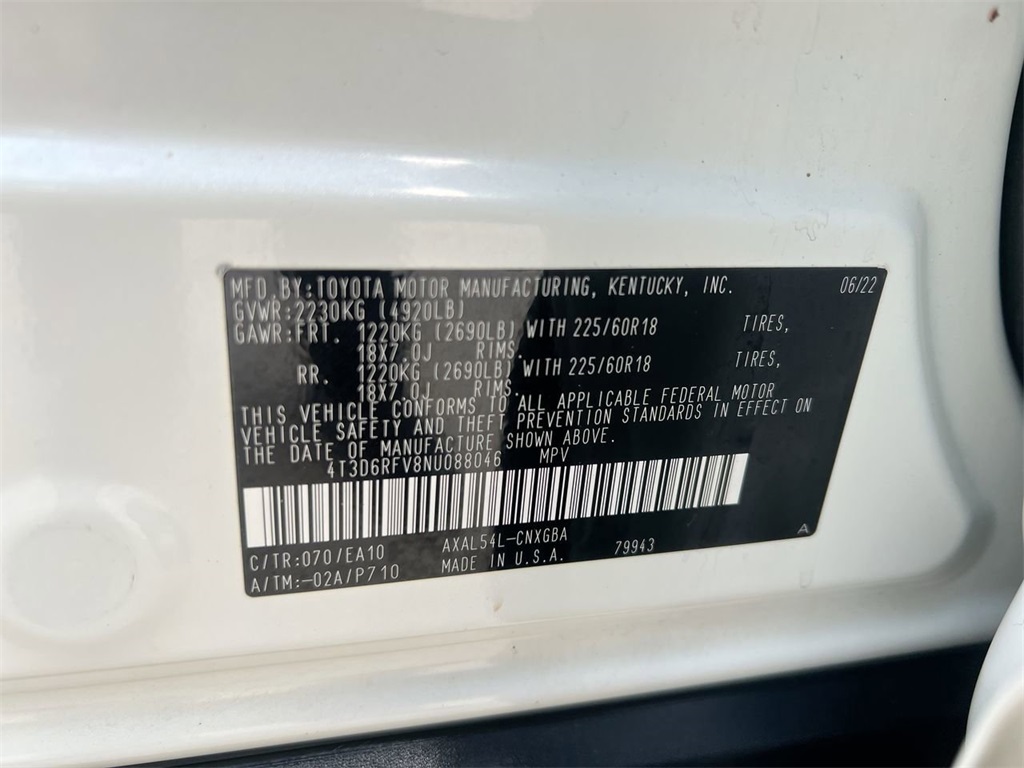 MFD BY:TOYOTA MOTOR MANUFACTURING, KENTUCKY, INC. 06/22
GVWR:2230KG (4920LB)
GAWR:FRT. 1220KG (2690LB) WITH 225/60R18 TIRES,
18X7.0J RIMS.
RR. 1220KG (2690LB) WITH 225/60R18 TIRES,
18X7.0J RIMS.
THIS VEHICLE CONFORMS TO ALL APPLICABLE FEDERAL MOTOR
VEHICLE SAFETY AND THEFT PREVENTION STANDARDS IN EFFECT ON
THE DATE OF MANUFACTURE SHOWN ABOVE.
4T3D6RFV8NU088046 MPV
C/TR:070/EA10 AXAL54L-CNXGBA 79943 A
A/TM:-02A/P710 MADE IN U.S.A.